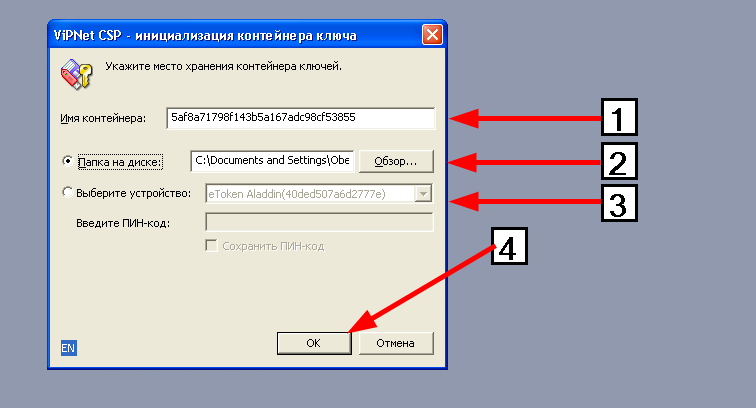 ViPNet CSP - инициализация контейнера ключа
Укажите место хранения контейнера ключей.
Имя контейнера: 5af8a71798f143b5a167adc98cf53855
1
Папка на диске: C:\Documents and Settings\Obe Обзор...
2
Выберите устройство: eToken Aladdin(40ded507a6d2777e)
3
Введите ПИН-код:
Сохранить ПИН-код
4
OK Отмена
EN